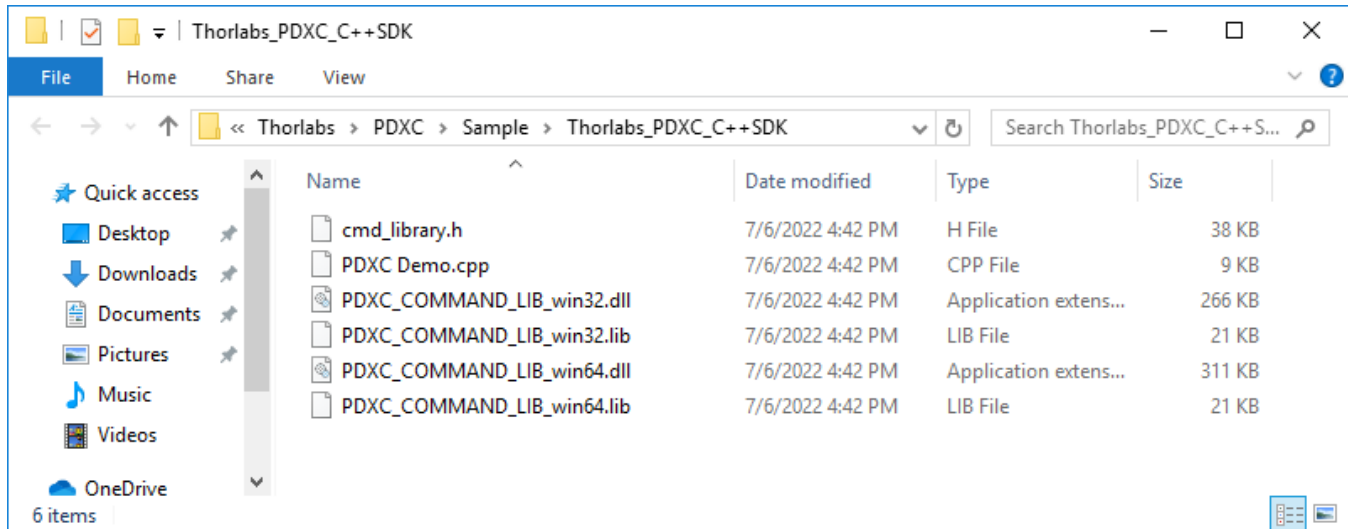 Thorlabs_PDXC_C++SDK
File Home Share View
« Thorlabs > PDXC > Sample > Thorlabs_PDXC_C++SDK Search Thorlabs_PDXC_C++S...
Name Date modified Type Size
Quick access
Desktop
Downloads
Documents
Pictures
Music
Videos
OneDrive
cmd_library.h 7/6/2022 4:42 PM H File 38 KB
PDXC Demo.cpp 7/6/2022 4:42 PM CPP File 9 KB
PDXC_COMMAND_LIB_win32.dll 7/6/2022 4:42 PM Application extens... 266 KB
PDXC_COMMAND_LIB_win32.lib 7/6/2022 4:42 PM LIB File 21 KB
PDXC_COMMAND_LIB_win64.dll 7/6/2022 4:42 PM Application extens... 311 KB
PDXC_COMMAND_LIB_win64.lib 7/6/2022 4:42 PM LIB File 21 KB
6 items